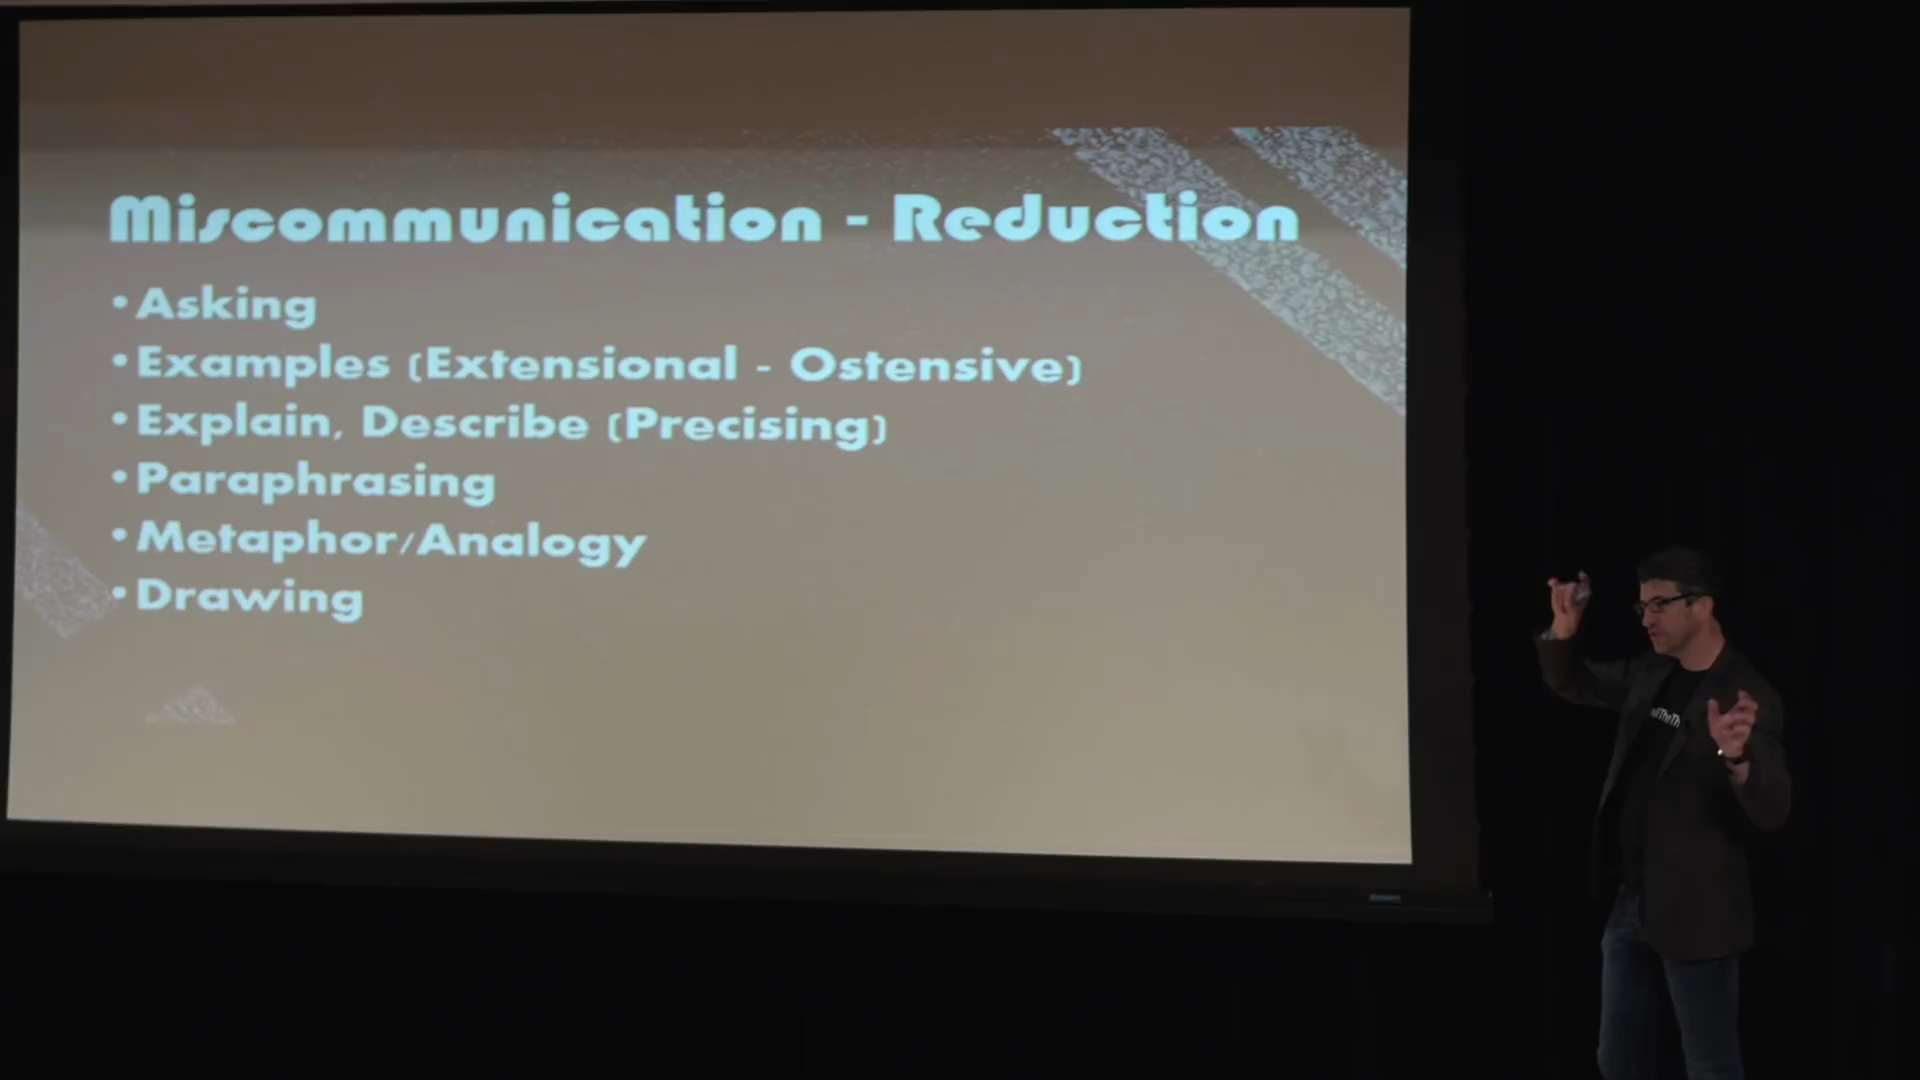 Miscommunication - Reduction
• Asking
• Examples (Extensional - Ostensive)
• Explain, Describe (Precising)
• Paraphrasing
• Metaphor/Analogy
• Drawing